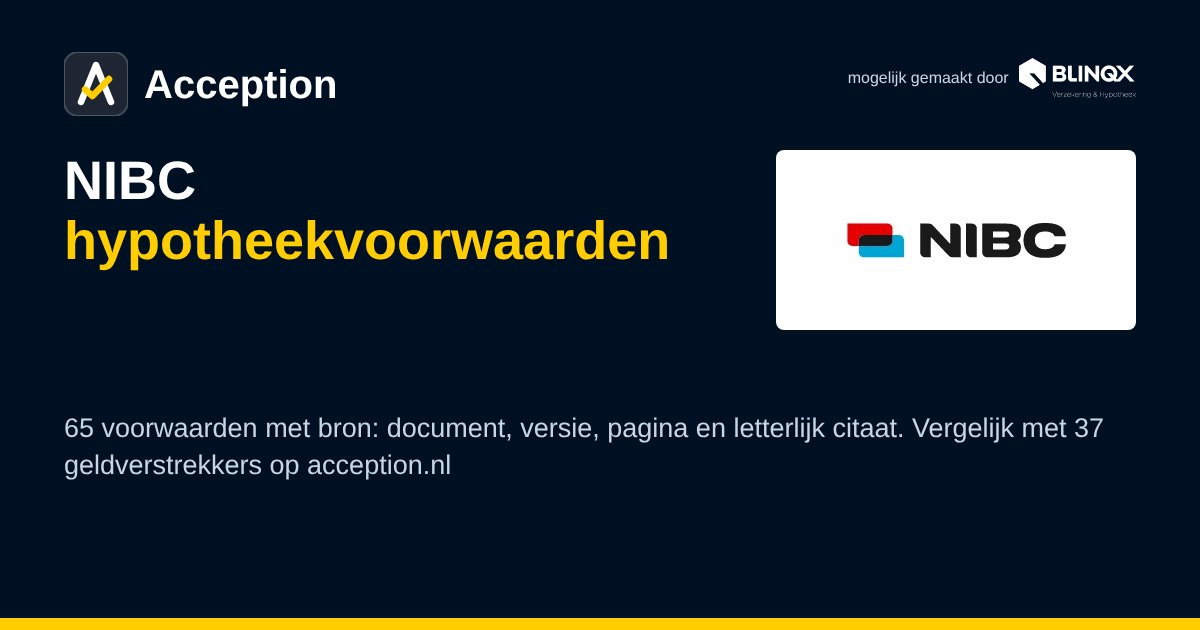 Acception
mogelijk gemaakt door
BLINQX
Verzekering & Hypotheek
NIBC
hypotheekvoorwaarden
NIBC
65 voorwaarden met bron: document, versie, pagina en letterlijk citaat. Vergelijk met 37
geldverstrekkers op acception.nl